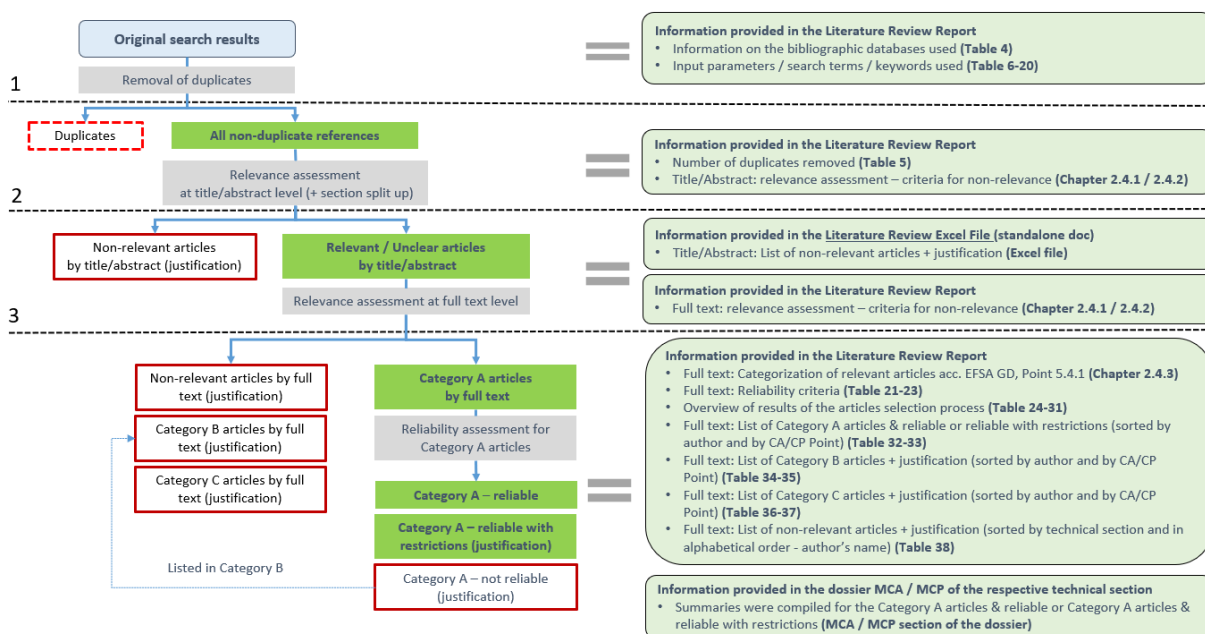 Original search results
Removal of duplicates
1
Information provided in the Literature Review Report
• Information on the bibliographic databases used (Table 4)
• Input parameters / search terms / keywords used (Table 6-20)
Duplicates
All non-duplicate references
Relevance assessment
at title/abstract level (+ section split up)
2
Information provided in the Literature Review Report
• Number of duplicates removed (Table 5)
• Title/Abstract: relevance assessment – criteria for non-relevance (Chapter 2.4.1 / 2.4.2)
Non-relevant articles
by title/abstract (justification)
Relevant / Unclear articles
by title/abstract
Relevance assessment at full text level
3
Information provided in the Literature Review Excel File (standalone doc)
• Title/Abstract: List of non-relevant articles + justification (Excel file)
Information provided in the Literature Review Report
• Full text: relevance assessment – criteria for non-relevance (Chapter 2.4.1 / 2.4.2)
Non-relevant articles by full
text (justification)
Category B articles by full
text (justification)
Category C articles by full
text (justification)
Category A articles
by full text
Reliability assessment for
Category A articles
Category A – reliable
Category A – reliable with
restrictions (justification)
Listed in Category B
Category A – not reliable
(justification)
Information provided in the Literature Review Report
• Full text: Categorization of relevant articles acc. EFSA GD, Point 5.4.1 (Chapter 2.4.3)
• Full text: Reliability criteria (Table 21-23)
• Overview of results of the articles selection process (Table 24-31)
• Full text: List of Category A articles & reliable or reliable with restrictions (sorted by
author and by CA/CP Point) (Table 32-33)
• Full text: List of Category B articles + justification (sorted by author and by CA/CP
Point) (Table 34-35)
• Full text: List of Category C articles + justification (sorted by author and by CA/CP
Point) (Table 36-37)
• Full text: List of non-relevant articles + justification (sorted by technical section and in
alphabetical order - author’s name) (Table 38)
Information provided in the dossier MCA / MCP of the respective technical section
• Summaries were compiled for the Category A articles & reliable or Category A articles &
reliable with restrictions (MCA / MCP section of the dossier)